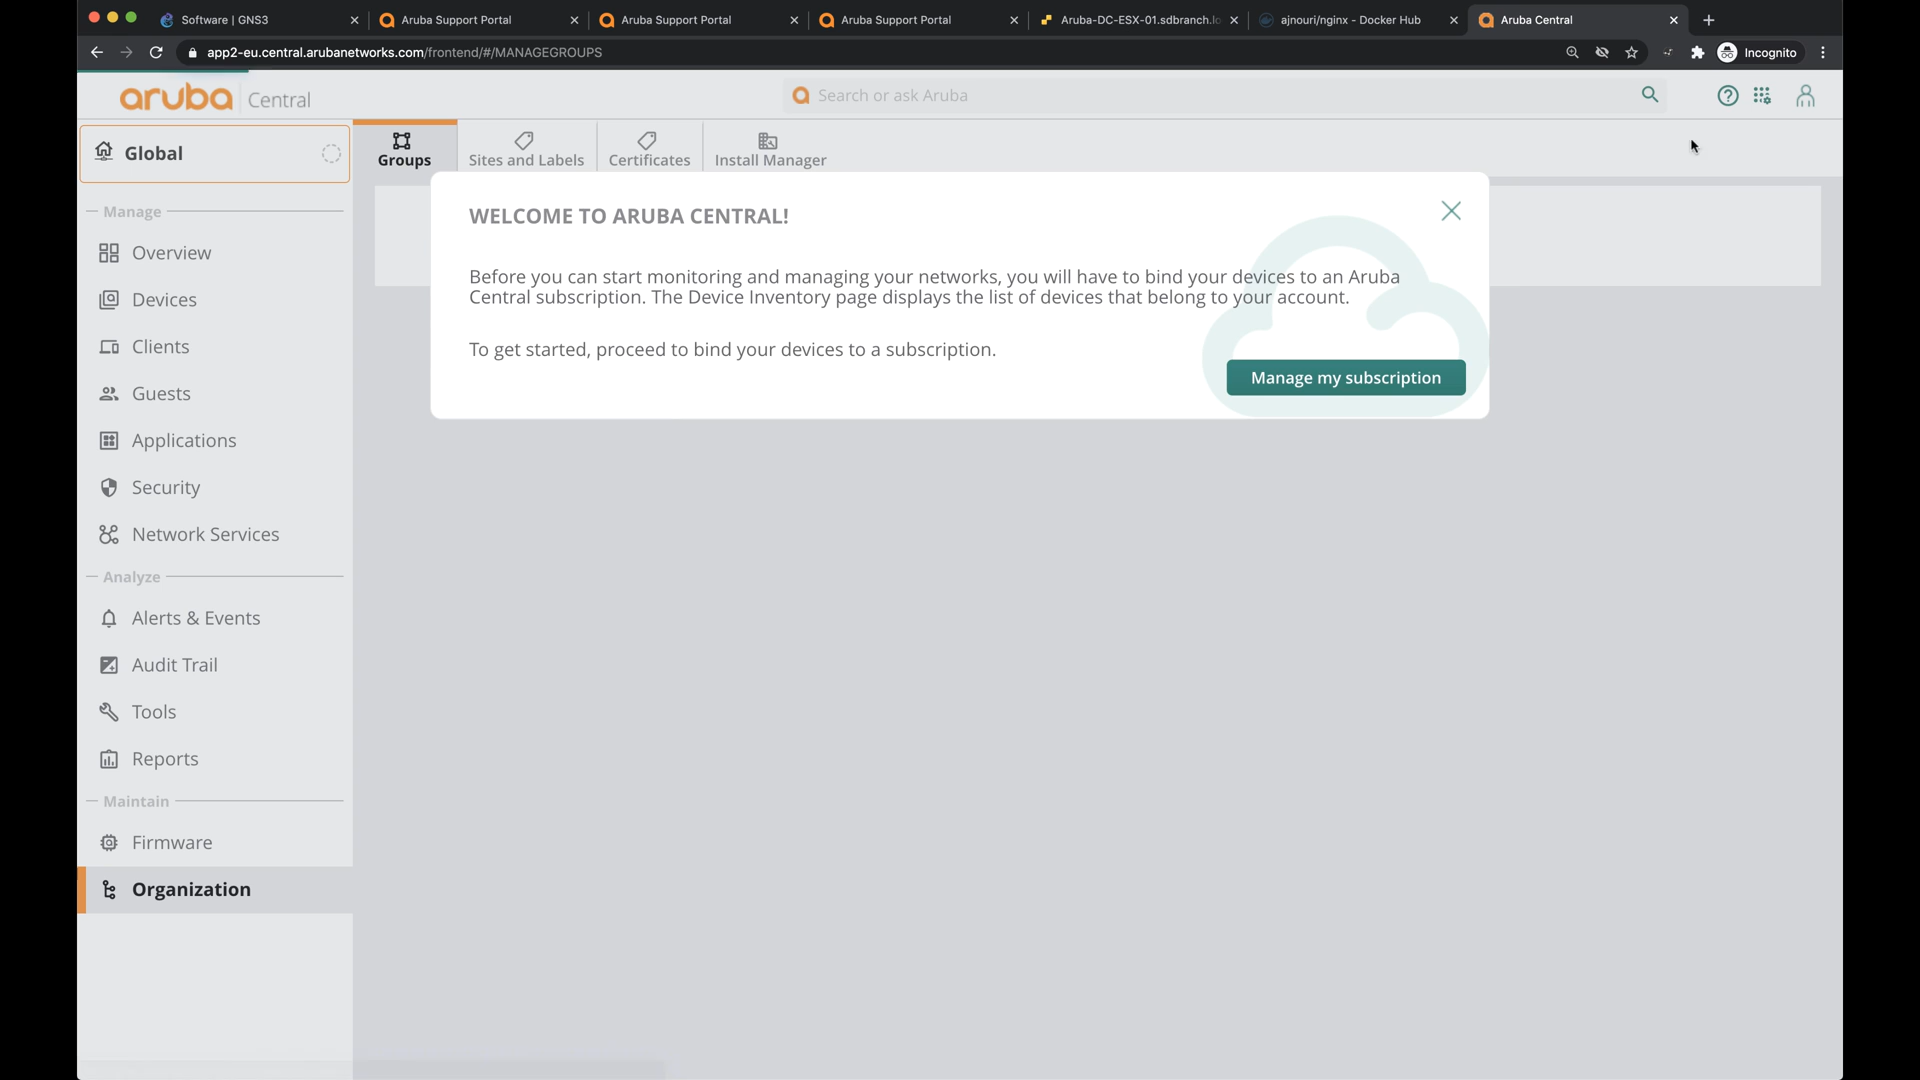 Software | GNS3
Aruba Support Portal
Aruba Support Portal
Aruba Support Portal
Aruba-DC-ESX-01.sdbranch.lo
ajnouri/nginx - Docker Hub
Aruba Central
app2-eu.central.arubanetworks.com/frontend/#/MANAGEGROUPS
Incognito
aruba Central
Search or ask Aruba
Global
Groups
Sites and Labels
Certificates
Install Manager
WELCOME TO ARUBA CENTRAL!
Before you can start monitoring and managing your networks, you will have to bind your devices to an Aruba
Central subscription. The Device Inventory page displays the list of devices that belong to your account.
To get started, proceed to bind your devices to a subscription.
Manage my subscription
Manage
Overview
Devices
Clients
Guests
Applications
Security
Network Services
Analyze
Alerts & Events
Audit Trail
Tools
Reports
Maintain
Firmware
Organization